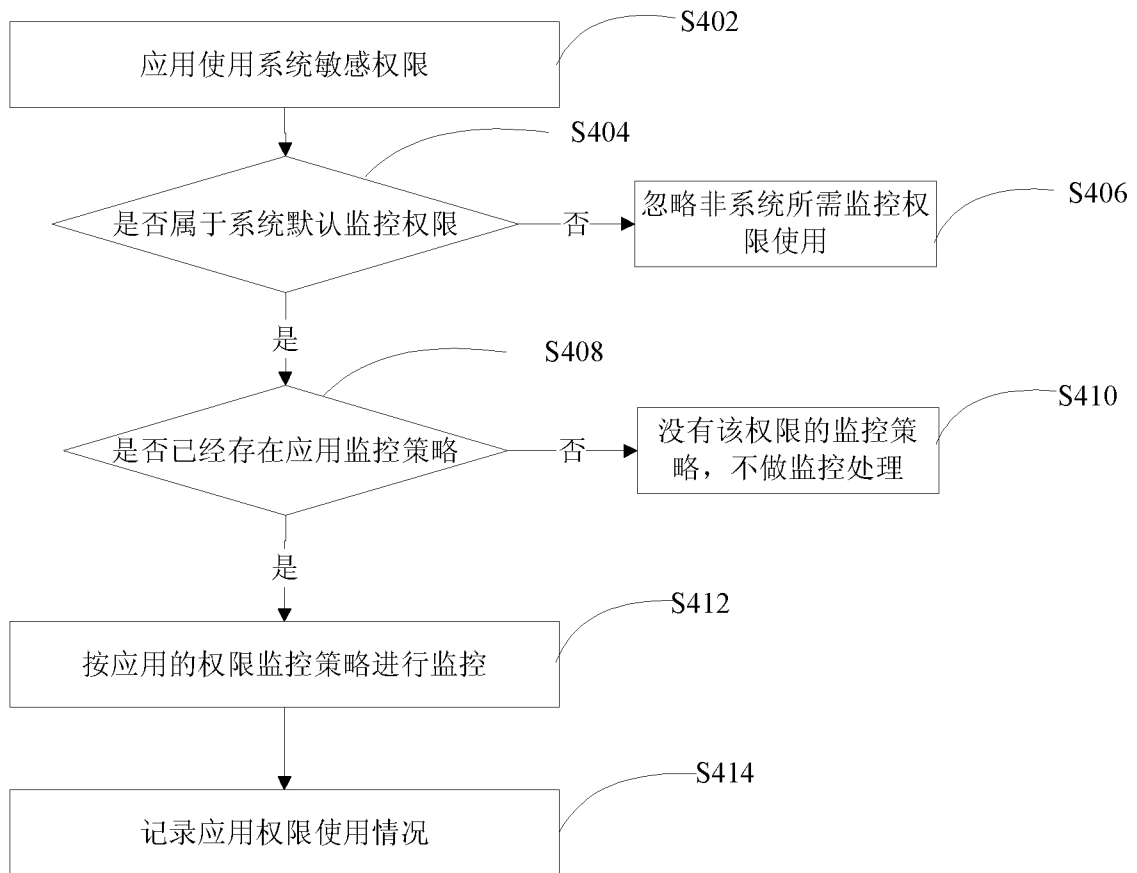 S402
应用使用系统敏感权限
S404
是否属于系统默认监控权限
否
忽略非系统所需监控权
限使用
S406
是
S408
是否已经存在应用监控策略
否
没有该权限的监控策
略，不做监控处理
S410
是
S412
按应用的权限监控策略进行监控
S414
记录应用权限使用情况